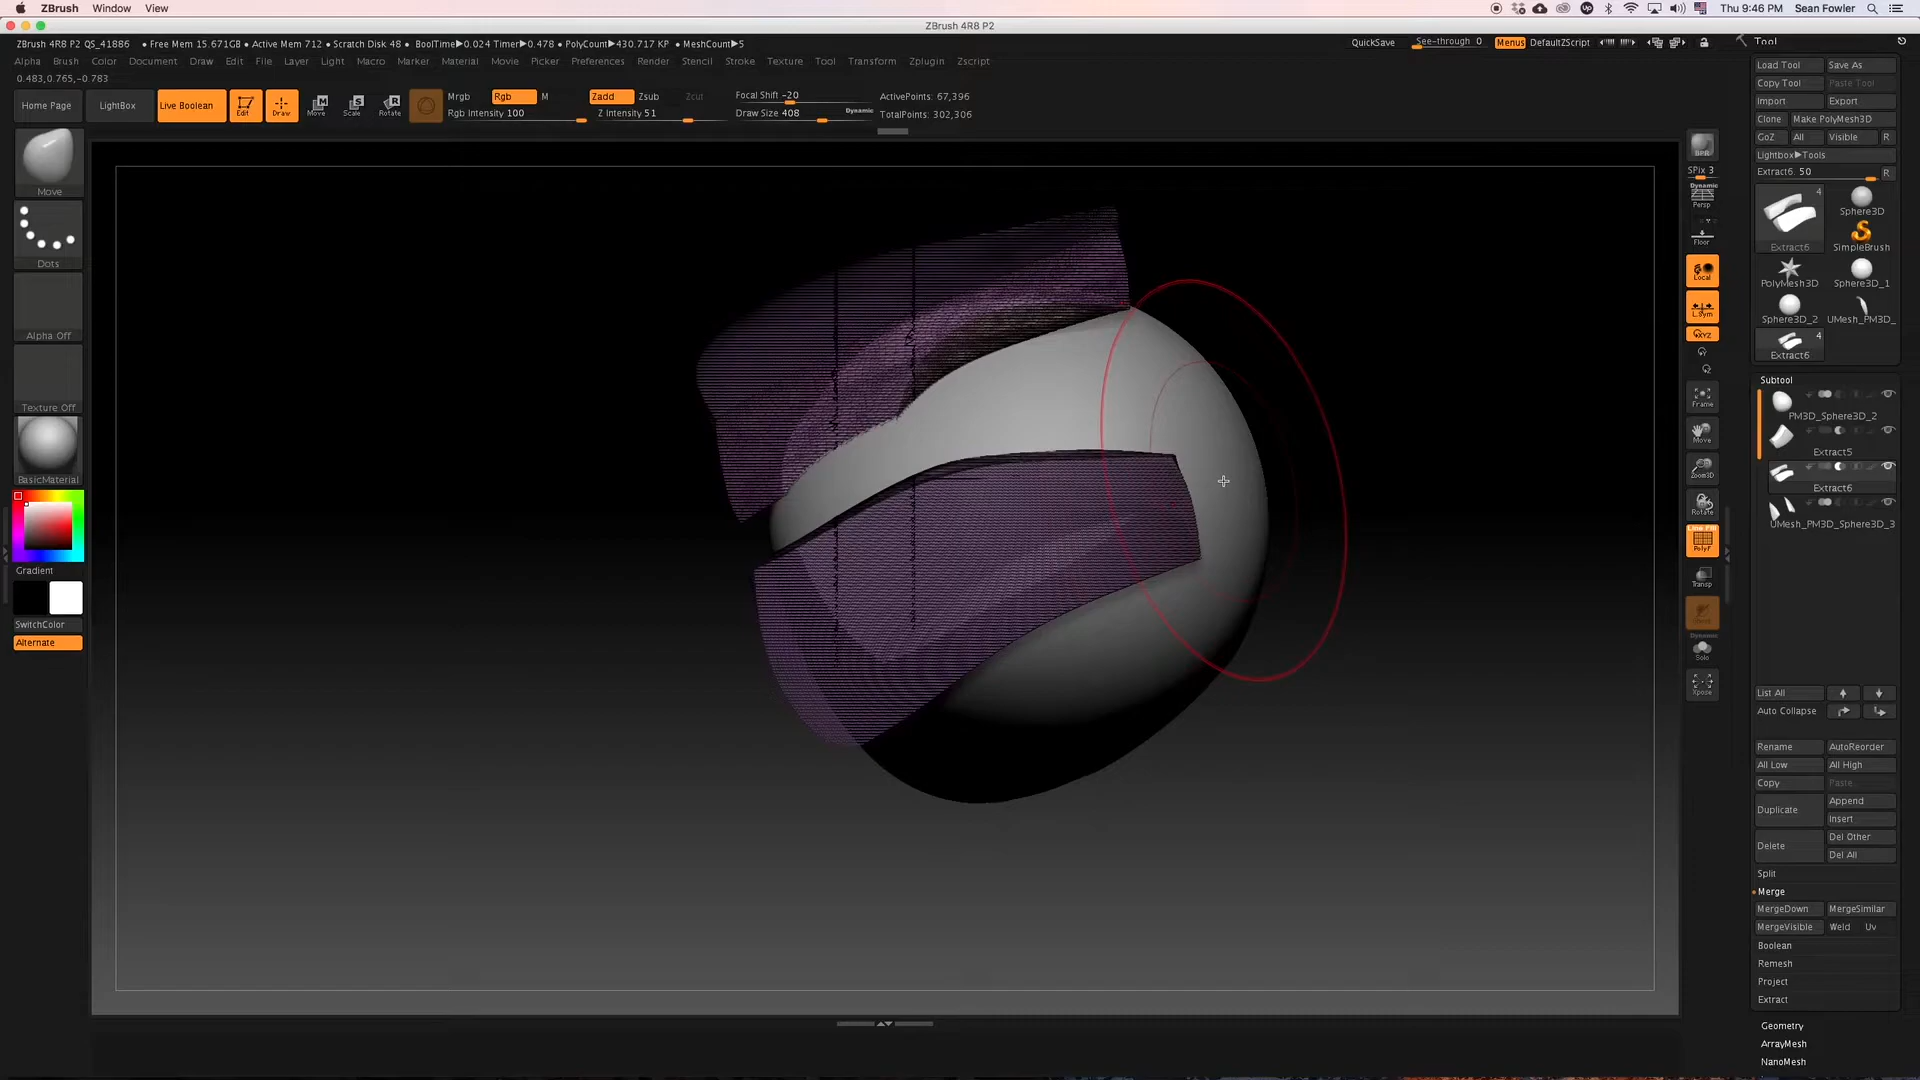 ZBrush Window View
Thu 9:46 PM Sean Fowler
ZBrush 4R8 P2
ZBrush 4R8 P2 QS_41886 • Free Mem 15.671GB • Active Mem 712 • Scratch Disk 48 • BoolTime▶0.024 Timer▶0.478 • PolyCount▶430.717 KP • MeshCount▶5
QuickSave See-through 0 Menus DefaultZScript
Tool
Alpha Brush Color Document Draw Edit File Layer Light Macro Marker Material Movie Picker Preferences Render Stencil Stroke Texture Tool Transform Zplugin Zscript
0.483,0.765,-0.783
Home Page
LightBox
Live Boolean
Edit
Draw
Move
Scale
Rotate
Mrgb Rgb M
Rgb Intensity 100
Zadd Zsub Zcut
Z Intensity 51
Focal Shift -20
Draw Size 408
Dynamic
ActivePoints: 67,396
TotalPoints: 302,306
Move
Dots
Alpha Off
Texture Off
BasicMaterial
Gradient
SwitchColor
Alternate
BPR
SPix 3
Dynamic
Persp
Floor
Local
L.Sym
XYZ
Frame
Move
Zoom3D
Rotate
Line Fill
PolyF
Transp
Dynamic
Solo
Xpose
Load Tool Save As
Copy Tool Paste Tool
Import Export
Clone Make PolyMesh3D
GoZ All Visible R
Lightbox▶Tools
Extract6. 50 R
4
Extract6
Sphere3D
SimpleBrush
PolyMesh3D
Sphere3D_1
Sphere3D_2
UMesh_PM3D_
4
Extract6
Subtool
PM3D_Sphere3D_2
Extract5
Extract6
UMesh_PM3D_Sphere3D_3
List All
Auto Collapse
Rename AutoReorder
All Low All High
Copy Paste
Duplicate Append
Insert
Delete Del Other
Del All
Split
Merge
MergeDown MergeSimilar
MergeVisible Weld Uv
Boolean
Remesh
Project
Extract
Geometry
ArrayMesh
NanoMesh